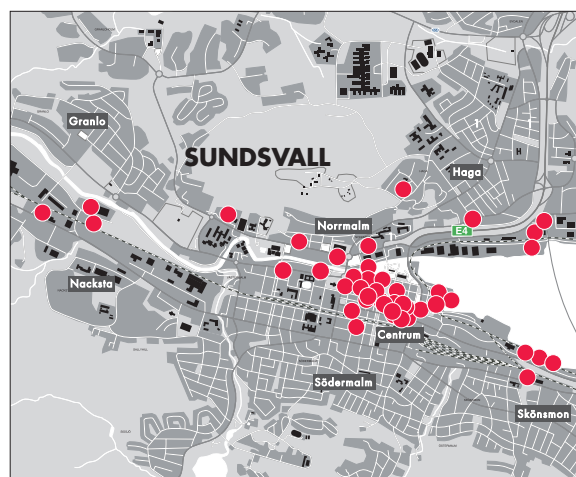 Granlo
SUNDSVALL
Haga
Norrmalm
E4
Nacksta
Centrum
Södermalm
Skönsmon